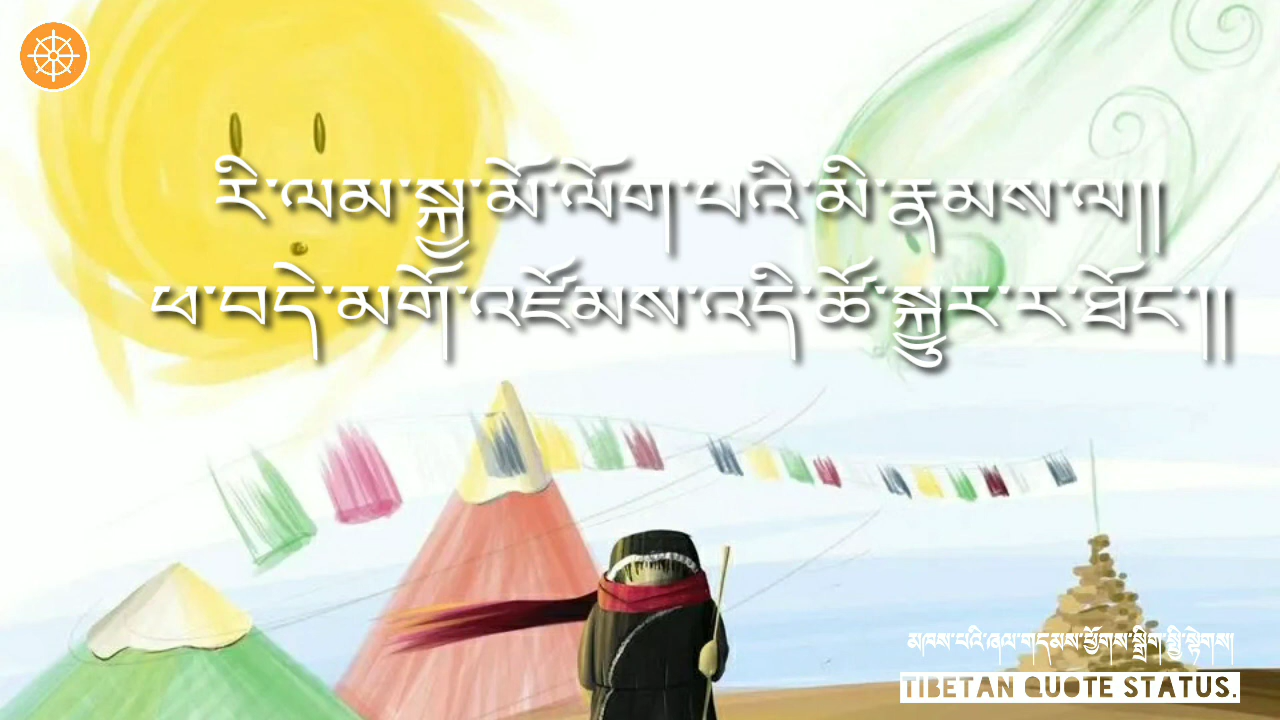 རི་ལམ་སྐྱ་མོ་ལོག་པའི་མི་རྣམས་ལ།།
ཕ་བདེ་མགོ་འཛོམས་འདི་ཚོ་སྐྱུར་ར་ཐོང་།།
མཁས་པའི་ཞལ་གདམས་ཕྱོགས་སྒྲིག་གྱི་སྟེགས།
TIBETAN QUOTE STATUS.